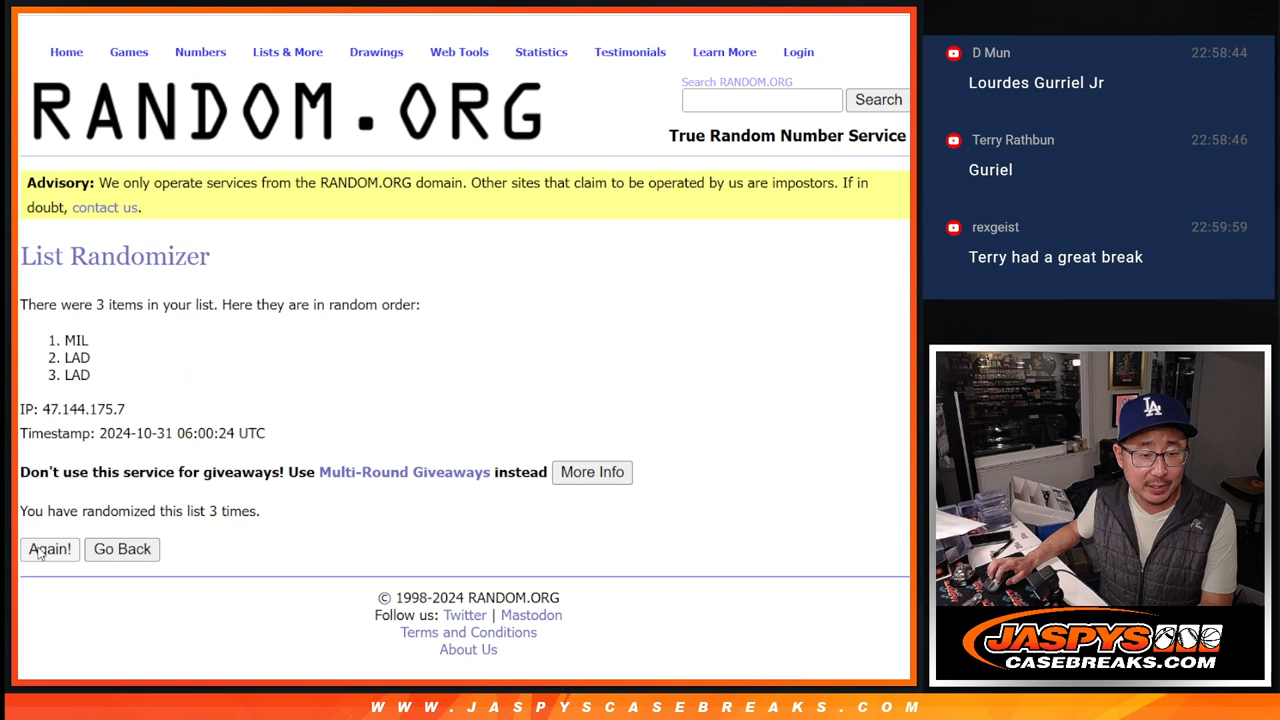 Home Games Numbers Lists & More Drawings Web Tools Statistics Testimonials Learn More Login
RANDOM.ORG
Search RANDOM.ORG
Search
True Random Number Service
Advisory: We only operate services from the RANDOM.ORG domain. Other sites that claim to be operated by us are impostors. If in
doubt, contact us.
List Randomizer
There were 3 items in your list. Here they are in random order:
1. MIL
2. LAD
3. LAD
IP: 47.144.175.7
Timestamp: 2024-10-31 06:00:24 UTC
Don't use this service for giveaways! Use Multi-Round Giveaways instead More Info
You have randomized this list 3 times.
Again! Go Back
© 1998-2024 RANDOM.ORG
Follow us: Twitter | Mastodon
Terms and Conditions
About Us
D Mun 22:58:44
Lourdes Gurriel Jr
Terry Rathbun 22:58:46
Guriel
rexgeist 22:59:59
Terry had a great break
LA
JASPYS
CASEBREAKS.COM
WWW.JASPYSCASEBREAKS.COM